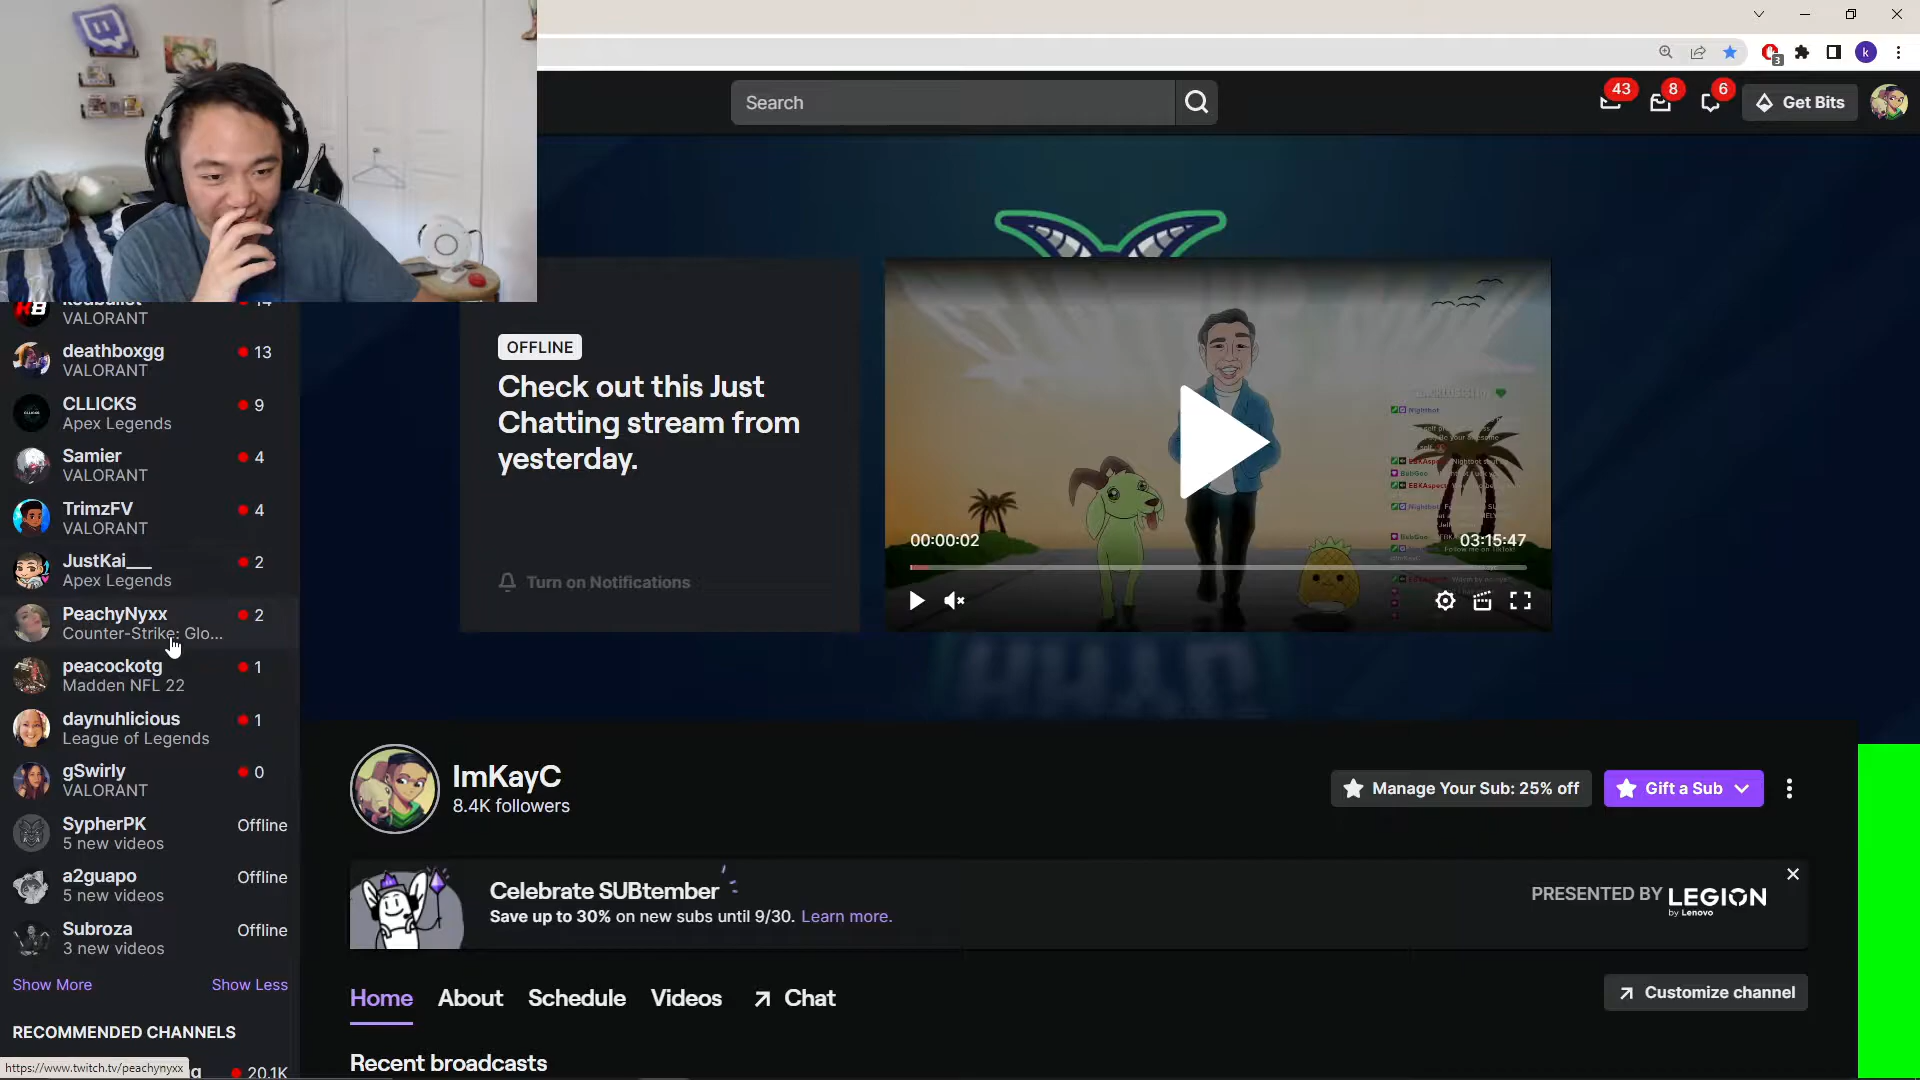 3
Search
43
8
6
Get Bits
k
14
VALORANT
deathboxgg
13
VALORANT
CLLICKS
9
Apex Legends
Samier
4
VALORANT
TrimzFV
4
VALORANT
JustKai___
2
Apex Legends
PeachyNyxx
2
Counter-Strike: Glo...
peacockotg
1
Madden NFL 22
daynuhlicious
1
League of Legends
gSwirly
0
VALORANT
SypherPK
Offline
5 new videos
a2guapo
Offline
5 new videos
Subroza
Offline
3 new videos
Show More
Show Less
RECOMMENDED CHANNELS
20.1K
https://www.twitch.tv/peachynyxx
OFFLINE
Check out this Just
Chatting stream from
yesterday.
Turn on Notifications
Nightbot
00:00:02
03:15:47
ImKayC
8.4K followers
Manage Your Sub: 25% off
Gift a Sub
Celebrate SUBtember
Save up to 30% on new subs until 9/30. Learn more.
PRESENTED BY LEGION
by Lenovo
Home
About
Schedule
Videos
Chat
Customize channel
Recent broadcasts